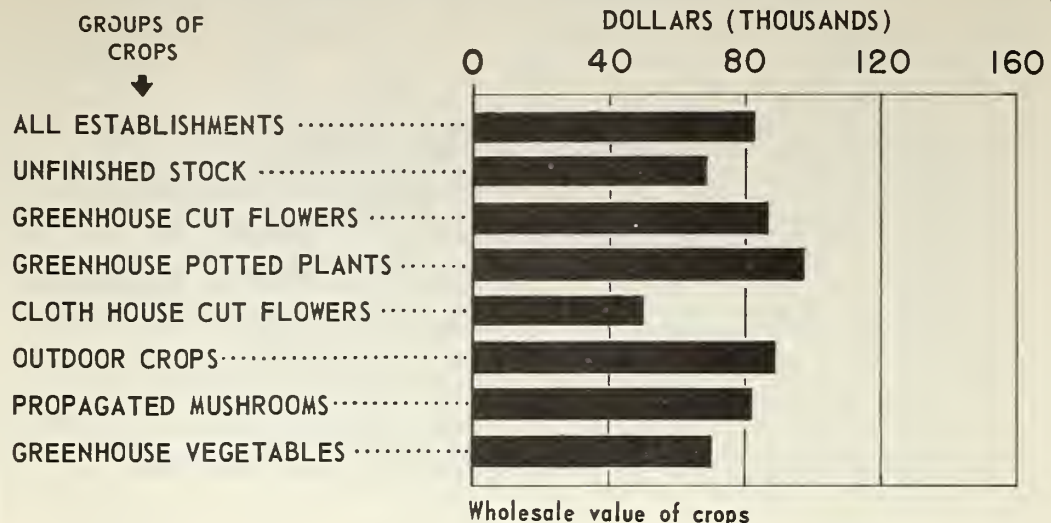 GROUPS OF
CROPS
DOLLARS (THOUSANDS)
0 40 80 120 160
ALL ESTABLISHMENTS
UNFINISHED STOCK
GREENHOUSE CUT FLOWERS
GREENHOUSE POTTED PLANTS
CLOTH HOUSE CUT FLOWERS
OUTDOOR CROPS
PROPAGATED MUSHROOMS
GREENHOUSE VEGETABLES
Wholesale value of crops